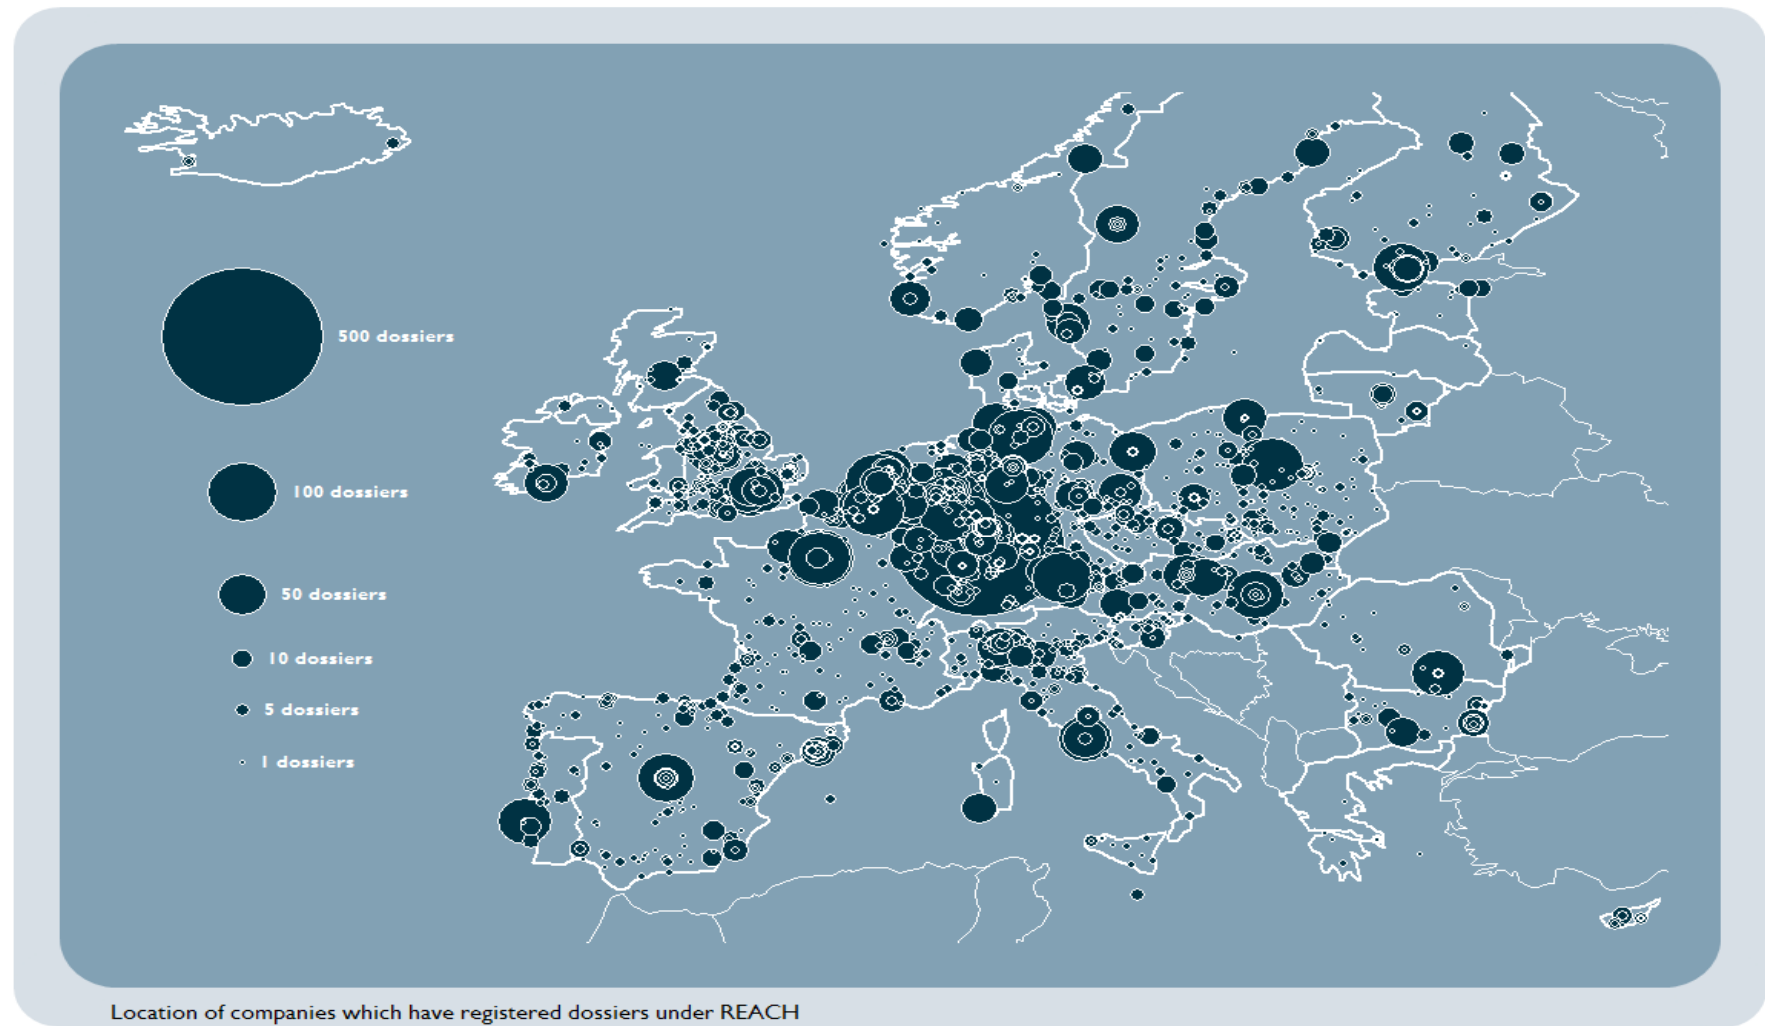 500 dossiers
100 dossiers
50 dossiers
10 dossiers
5 dossiers
1 dossiers
Location of companies which have registered dossiers under REACH